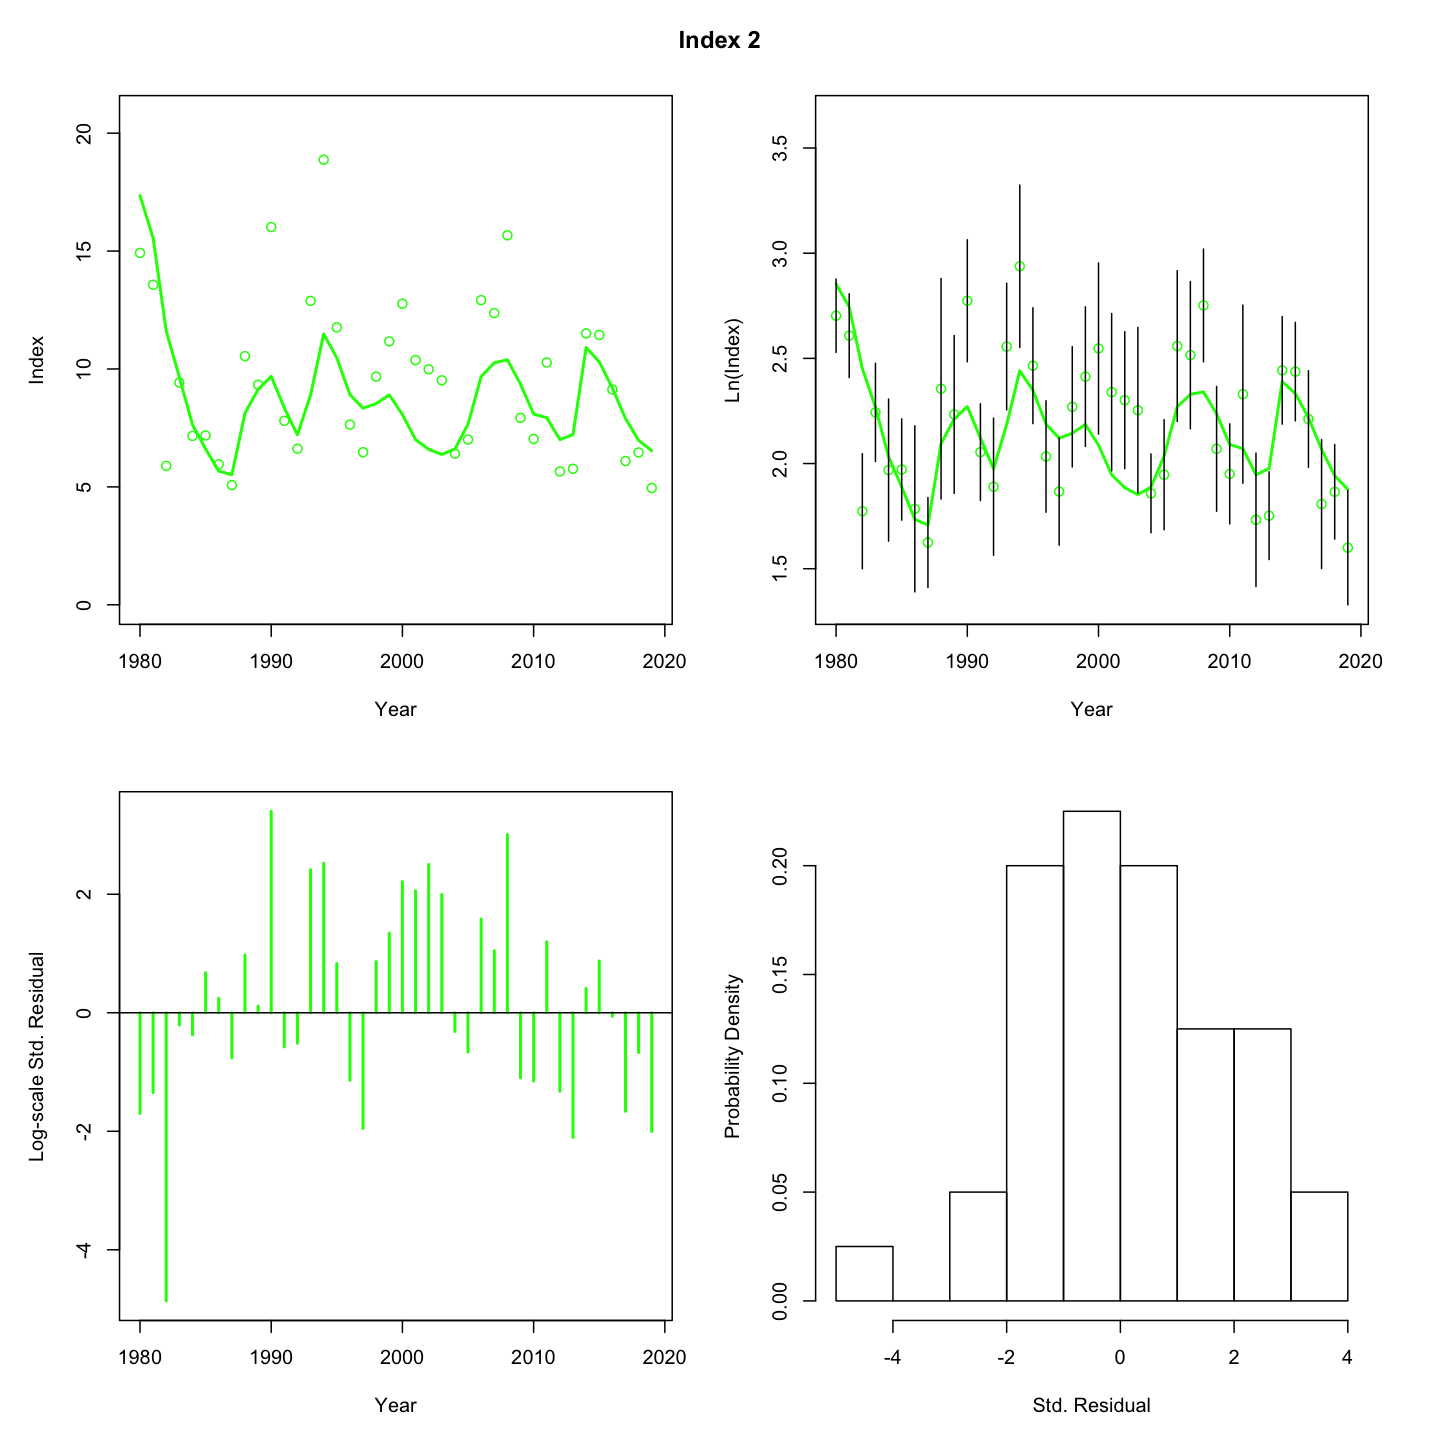 Index 2
20
15
10
5
0
Index
1980 1990 2000 2010 2020
Year
3.5
3.0
2.5
2.0
1.5
Ln(Index)
1980 1990 2000 2010 2020
Year
2
0
-2
-4
Log-scale Std. Residual
1980 1990 2000 2010 2020
Year
0.20
0.15
0.10
0.05
0.00
Probability Density
-4 -2 0 2 4
Std. Residual